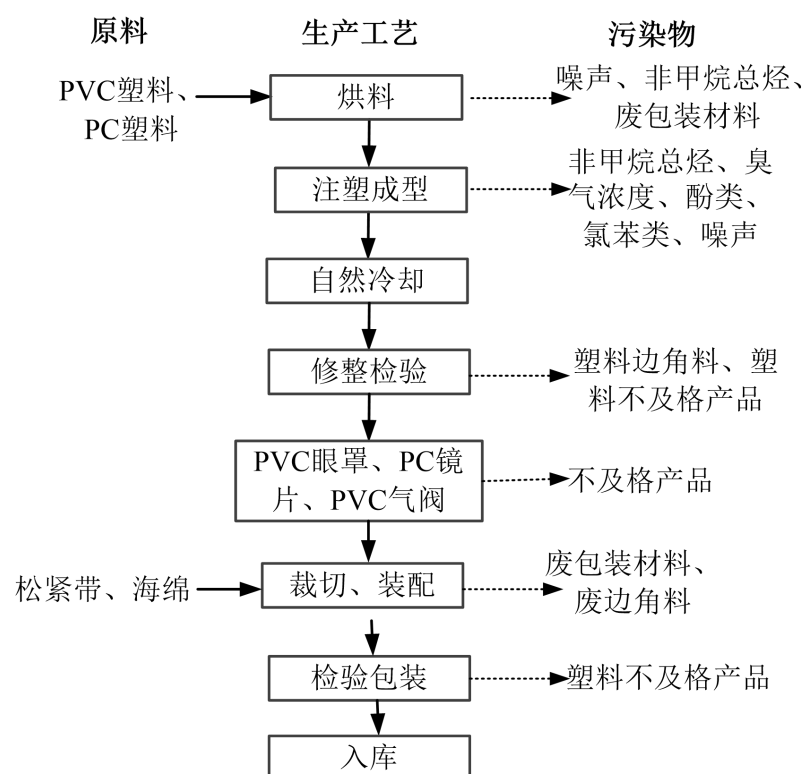 原料
生产工艺
污染物
PVC塑料、
PC塑料
烘料
噪声、非甲烷总烃、
废包装材料
注塑成型
非甲烷总烃、臭
气浓度、酚类、
氯苯类、噪声
自然冷却
修整检验
塑料边角料、塑
料不及格产品
PVC眼罩、PC镜
片、PVC气阀
不及格产品
松紧带、海绵
裁切、装配
废包装材料、
废边角料
检验包装
塑料不及格产品
入库